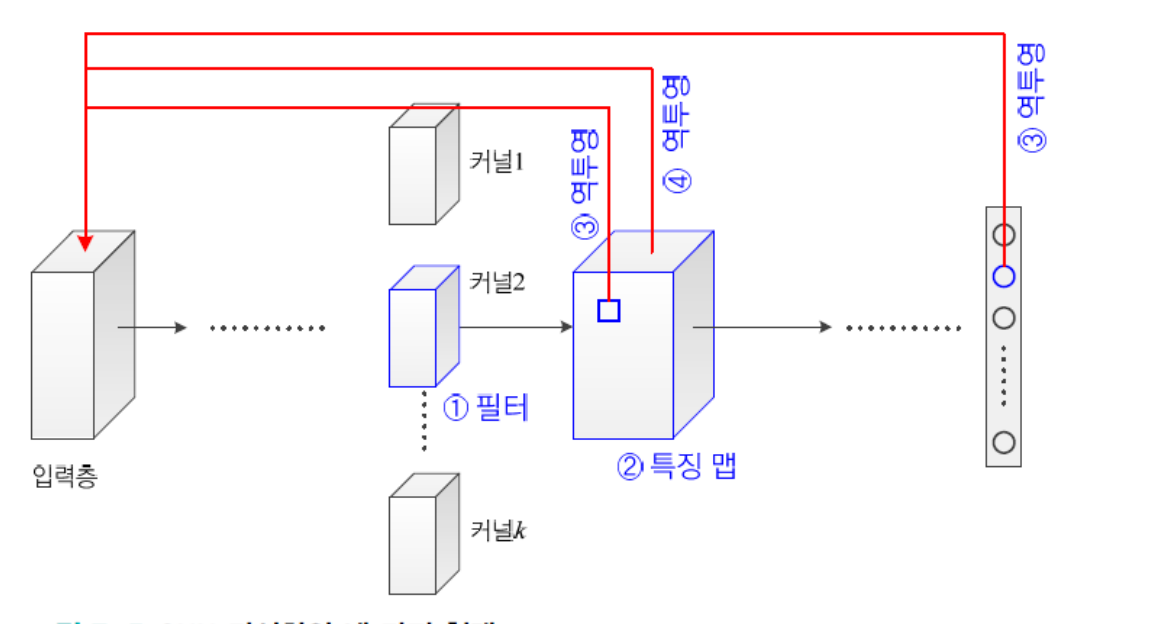 ③ 역투영
④ 역투영
③ 역투영
커널1
커널2
① 필터
② 특징 맵
입력층
커널k